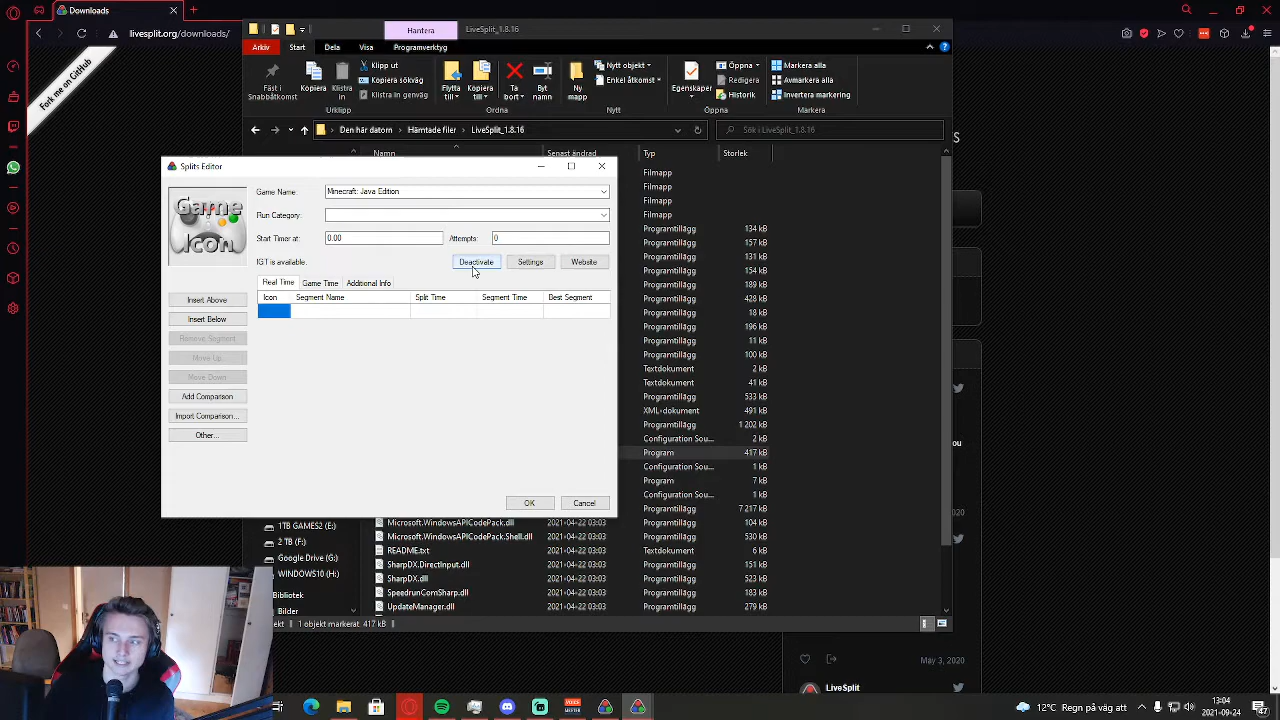 Downloads
livesplit.org/downloads/
Fork me on GitHub
Hantera
LiveSplit_1.8.16
Arkiv
Start
Dela
Visa
Programverktyg
Fäst i
Snabbåtkomst
Kopiera
Klistra
in
Klipp ut
Kopiera sökväg
Klistra in genväg
Urklipp
Flytta
till
Kopiera
till
Ta
bort
Byt
namn
Ordna
Ny
mapp
Nytt objekt
Enkel åtkomst
Nytt
Egenskaper
Öppna
Redigera
Historik
Öppna
Markera alla
Avmarkera alla
Invertera markering
Markera
Den här datorn
Hämtade filer
LiveSplit_1.8.16
Sök i LiveSplit_1.8.16
Namn
Senast ändrad
Typ
Storlek
Filmapp
Filmapp
Filmapp
Filmapp
Programtillägg 134 kB
Programtillägg 157 kB
Programtillägg 131 kB
Programtillägg 184 kB
Programtillägg 189 kB
Programtillägg 428 kB
Programtillägg 18 kB
Programtillägg 196 kB
Programtillägg 11 kB
Programtillägg 100 kB
Textdokument 2 kB
Textdokument 41 kB
Programtillägg 533 kB
XML-dokument 491 kB
Programtillägg 1 202 kB
Configuration Sou... 2 kB
Program 417 kB
Configuration Sou... 1 kB
Program 7 kB
Configuration Sou... 1 kB
Programtillägg 7 217 kB
Microsoft.WindowsAPICodePack.dll 2021-04-22 03:03 Programtillägg 104 kB
Microsoft.WindowsAPICodePack.Shell.dll 2021-04-22 03:03 Programtillägg 530 kB
README.txt 2021-04-22 03:03 Textdokument 6 kB
SharpDX.DirectInput.dll 2021-04-22 03:03 Programtillägg 151 kB
SharpDX.dll 2021-04-22 03:03 Programtillägg 523 kB
SpeedrunComSharp.dll 2021-04-22 03:03 Programtillägg 183 kB
UpdateManager.dll 2021-04-22 03:03 Programtillägg 279 kB
1TB GAMES2 (E:)
2 TB (F:)
Google Drive (G:)
WINDOWS10 (H:)
Bibliotek
Bilder
1 objekt markerat 417 kB
Splits Editor
Game
Icon
Game Name: Minecraft: Java Edition
Run Category:
Start Timer at: 0.00
Attempts: 0
IGT is available.
Deactivate
Settings
Website
Real Time
Game Time
Additional Info
Icon
Segment Name
Split Time
Segment Time
Best Segment
Insert Above
Insert Below
Remove Segment
Move Up
Move Down
Add Comparison
Import Comparison...
Other...
OK
Cancel
s
ou
2020
May 3, 2020
LiveSplit
12°C Regn på väg att
13:04
2021-09-24